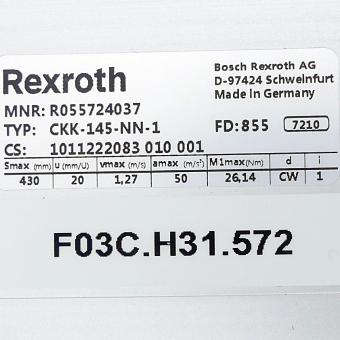 Rexroth
Bosch Rexroth AG
D-97424 Schweinfurt
Made in Germany
MNR: R055724037
TYP: CKK-145-NN-1 FD: 855 7210
CS: 1011222083 010 001
Smax (mm) u (mm/U) vmax (m/s) amax (m/s²) M1max(Nm) d i
430 20 1,27 50 26,14 CW 1
F03C.H31.572